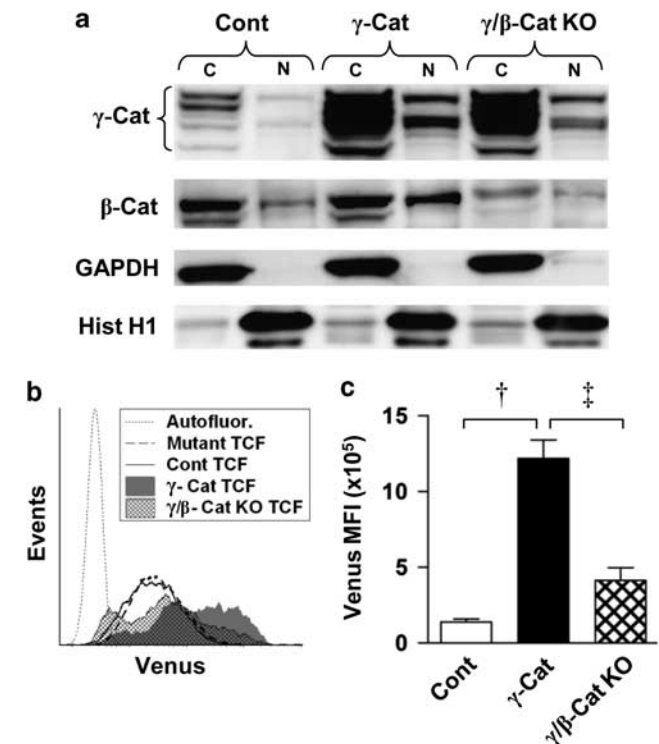 a
Cont γ-Cat γ/β-Cat KO
C N C N C N
γ-Cat
β-Cat
GAPDH
Hist H1
b
Autofluor.
Mutant TCF
Cont TCF
γ- Cat TCF
γ/β- Cat KO TCF
Events
Venus
c
† ‡
15
10
5
0
Venus MFI (x10⁵)
Cont
γ-Cat
γ/β-Cat KO